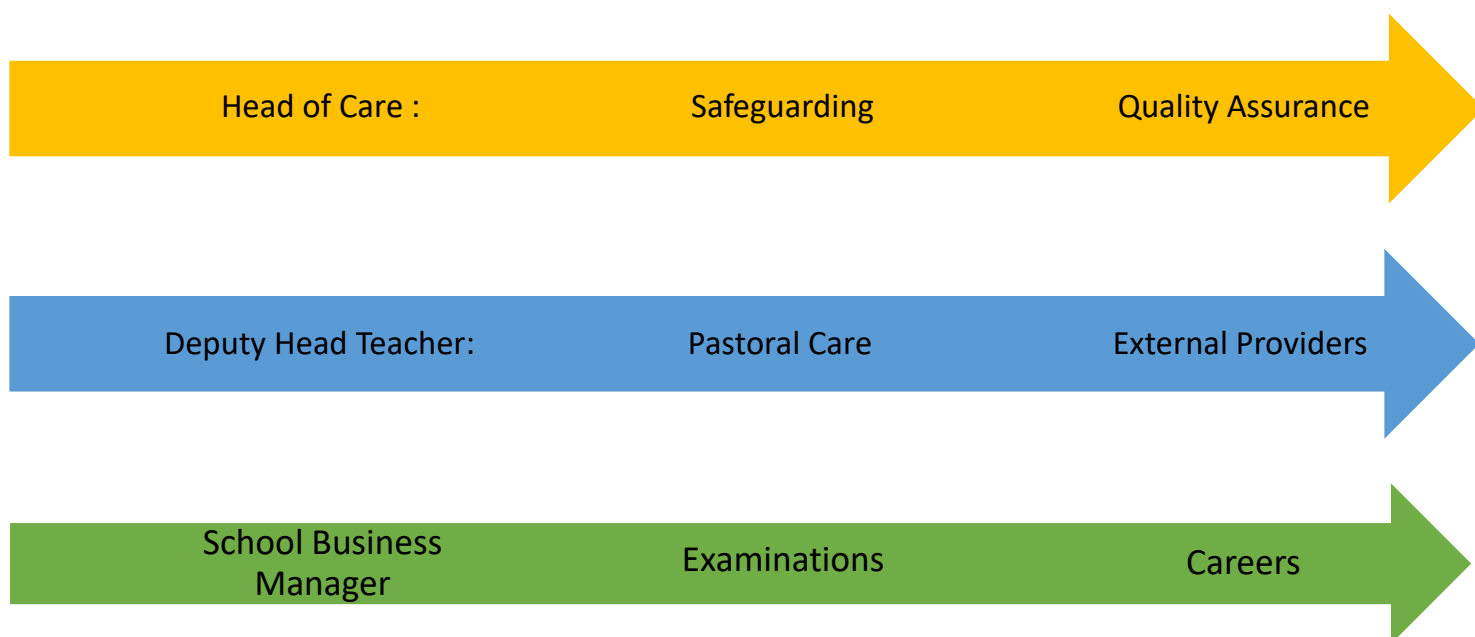 Head of Care : Safeguarding Quality Assurance
Deputy Head Teacher: Pastoral Care External Providers
School Business
Manager
Examinations
Careers